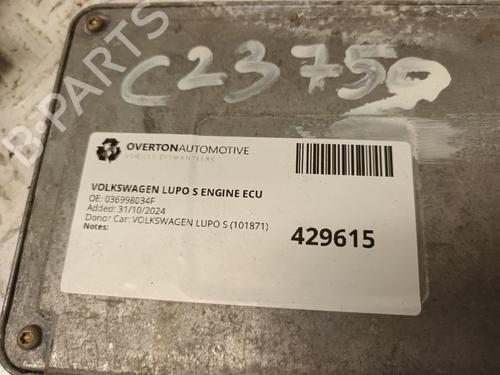 B-PARTS
C23750
OVERTONAUTOMOTIVE
VEHICLE DISMANTLERS
VOLKSWAGEN LUPO S ENGINE ECU
OE: 036998034F
Added: 31/10/2024
Donor Car: VOLKSWAGEN LUPO S (101871)
Notes:
429615